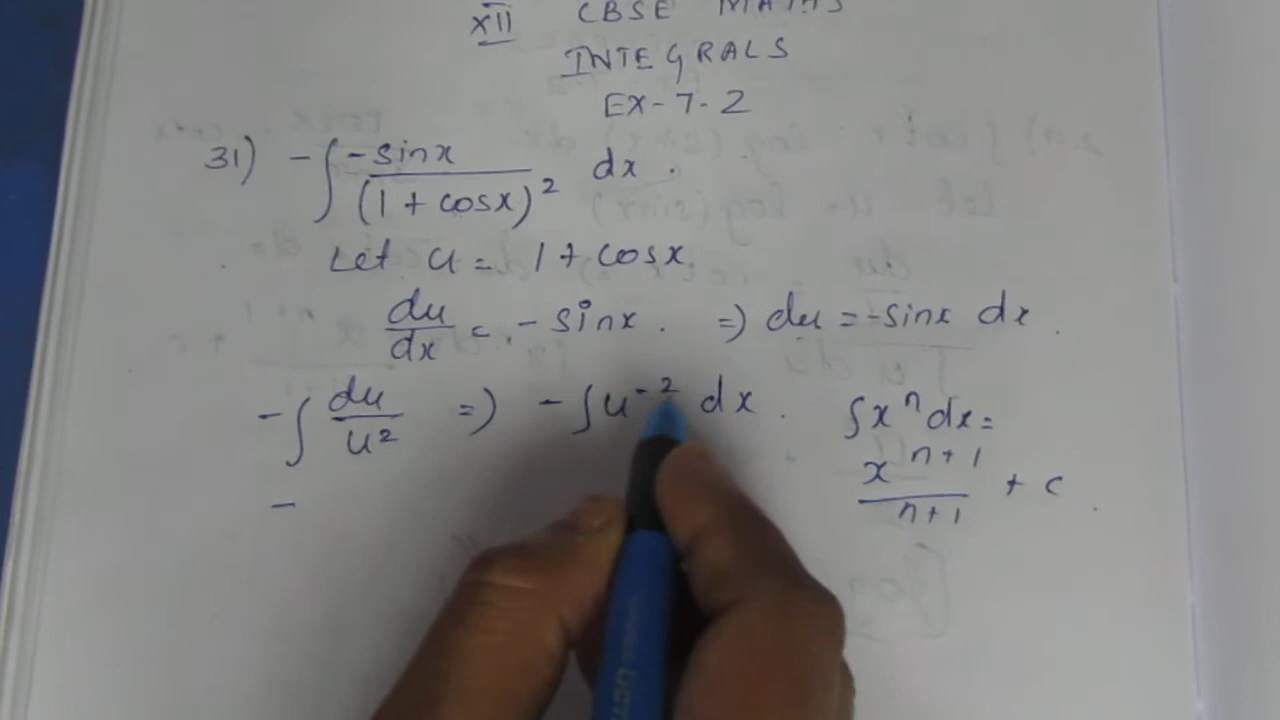 XII CBSE MATHS
INTEGRALS
EX-7.2
31) -∫ -sinx / (1 + cosx)² dx.
Let u = 1 + cosx
du/dx = -sinx. => du = -sinx dx.
-∫ du/u² => -∫u⁻² dx. ∫xⁿdx =
- xⁿ⁺¹/n+1 + c.